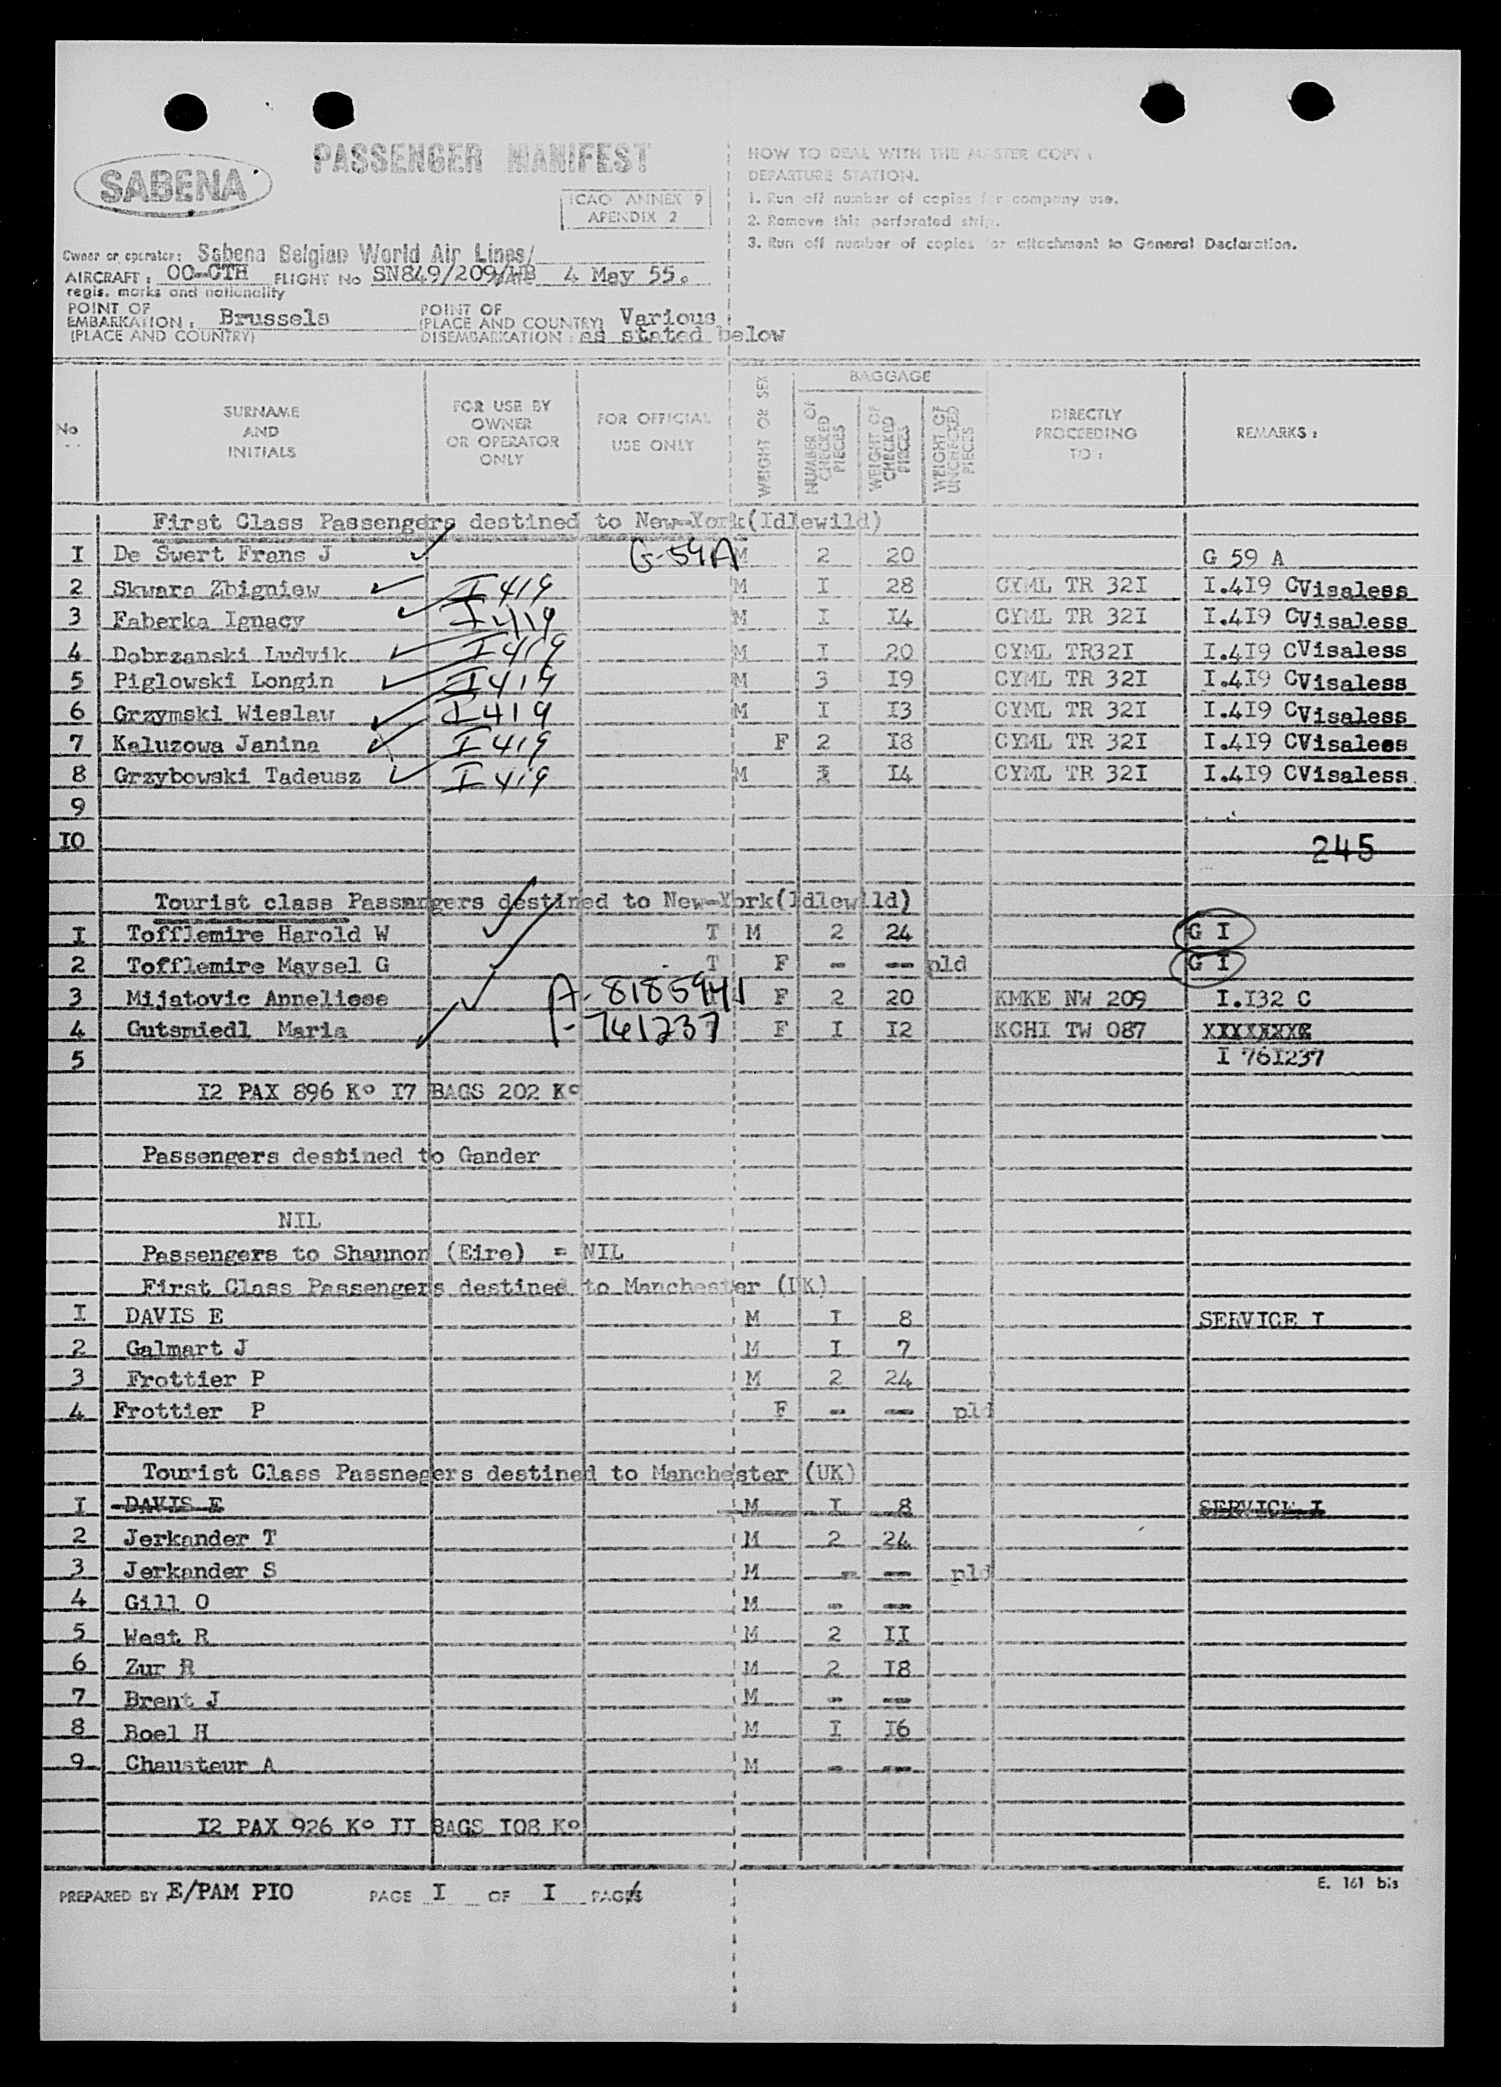 PASSENGER MANIFEST
SABENA
ICAO ANNEX 9
APENDIX 2
HOW TO DEAL WITH THE MASTER COPY :
DEPARTURE STATION.
1. Run off number of copies for company use.
2. Remove this perforated strip.
3. Run off number of copies for attachment to General Declaration.
Owner or operator: Sabena Belgian World Air Lines/
AIRCRAFT : OO-CTH FLIGHT No SN849/209/HB 4 May 55.
regis. marks and nationality
POINT OF EMBARKATION : Brussels
(PLACE AND COUNTRY)
POINT OF (PLACE AND COUNTRY) Various
DISEMBARKATION : as stated below
No
SURNAME AND INITIALS
FOR USE BY OWNER OR OPERATOR ONLY
FOR OFFICIAL USE ONLY
WEIGHT OR SEX
BAGGAGE
NUMBER OF CHECKED PIECES
WEIGHT OF CHECKED PIECES
WEIGHT OF UNCHECKED PIECES
DIRECTLY PROCEEDING TO :
REMARKS :
First Class Passengers destined to New-York(Idlewild)
I De Swert Frans J G-59A M 2 20 G 59 A
2 Skwara Zbigniew I 419 M I 28 CYML TR 32I I.4I9 CVisaless
3 Faberka Ignacy I 419 M I I4 CYML TR 32I I.4I9 CVisaless
4 Dobrzanski Ludvik I 419 M I 20 CYML TR32I I.4I9 CVisaless
5 Piglowski Longin I 419 M 3 I9 CYML TR 32I I.4I9 CVisaless
6 Grzymski Wieslaw I 419 M I I3 CYML TR 32I I.4I9 CVisaless
7 Kaluzowa Janina I 419 F 2 I8 CYML TR 32I I.4I9 CVisaless
8 Grzybowski Tadeusz I 419 M I I4 CYML TR 32I I.4I9 CVisaless.
9
IO 245
Tourist class Passangers destined to New-York(Idlewild)
I Tofflemire Harold W T M 2 24 G I
2 Tofflemire Maysel G T F - -- pld G I
3 Mijatovic Anneliese A-8185941 F 2 20 KMKE NW 209 I.I32 C
4 Gutsmiedl Maria A-761237 F I I2 KCHI TW 087 XXXXXXXX
5 I 76I237
I2 PAX 896 Ko I7 BAGS 202 Ko
Passengers destined to Gander
NIL
Passengers to Shannon (Eire) = NIL
First Class Passengers destined to Manchester (UK)
I DAVIS E M I 8 SERVICE I
2 Galmart J M I 7
3 Frottier P M 2 24
4 Frottier P F - -- pld
Tourist Class Passnegers destined to Manchester (UK)
I DAVIS E M I 8 SERVICE I
2 Jerkander T M 2 24
3 Jerkander S M - -- pld
4 Gill O M - --
5 West R M 2 II
6 Zur R M 2 I8
7 Brent J M - --
8 Boel H M I I6
9 Chausteur A M - --
I2 PAX 926 Ko II BAGS I08 Ko
PREPARED BY E/PAM PIO PAGE I OF I PAGES
E. 161 bis